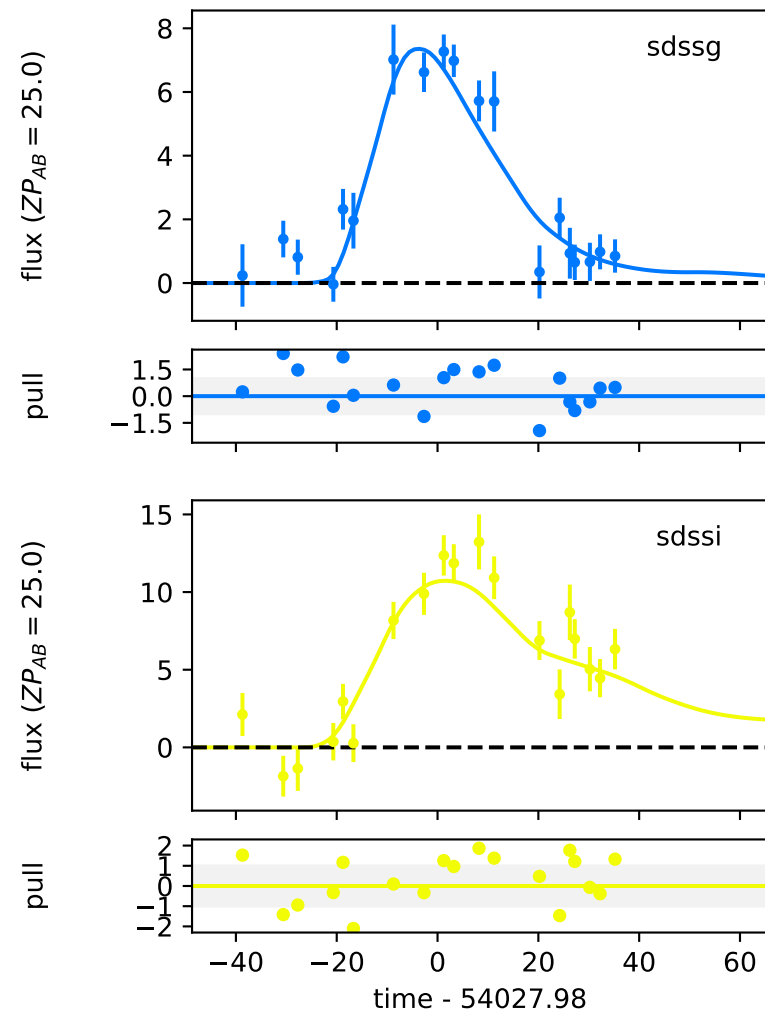 8
sdssg
6
4
2
0
flux (ZP_AB = 25.0)
1.5
0.0
−1.5
pull
15
sdssi
10
5
0
flux (ZP_AB = 25.0)
2
1
0
−1
−2
pull
−40 −20 0 20 40 60
time - 54027.98